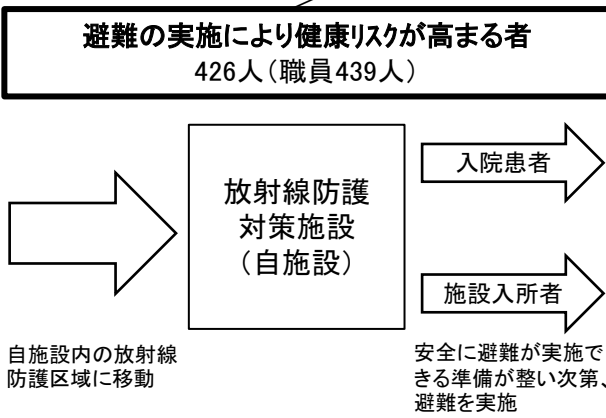 避難の実施により健康リスクが高まる者
426人(職員439人)
放射線防護
対策施設
(自施設)
入院患者
施設入所者
自施設内の放射線
防護区域に移動
安全に避難が実施で
きる準備が整い次第、
避難を実施